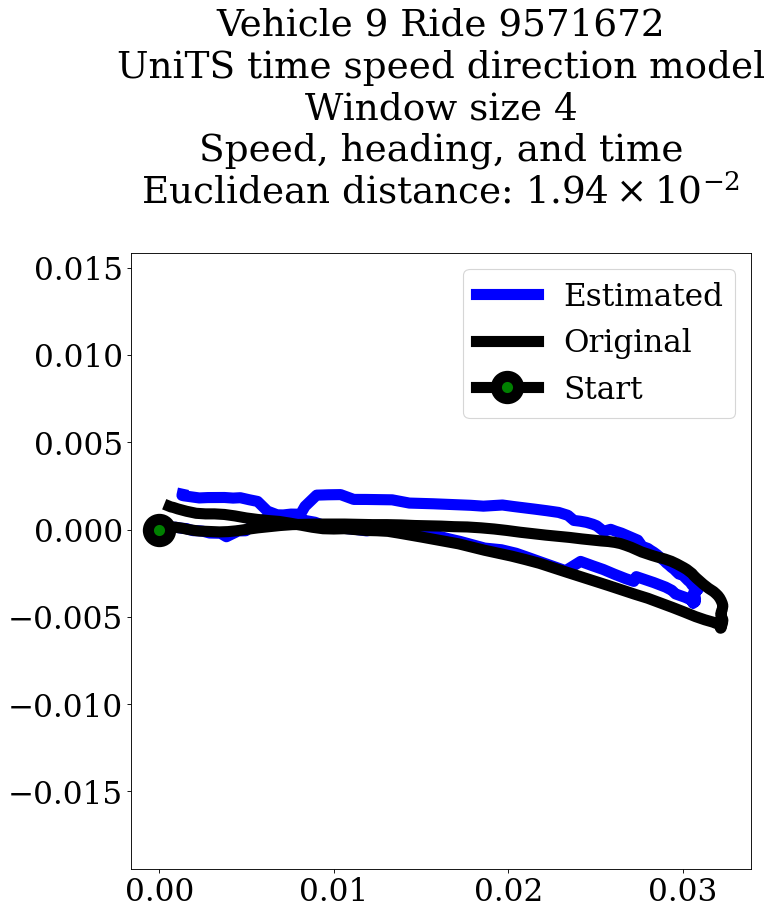 Vehicle 9 Ride 9571672
UniTS time speed direction model
Window size 4
Speed, heading, and time
Euclidean distance: 1.94 × 10⁻²
Estimated
Original
Start
0.015
0.010
0.005
0.000
−0.005
−0.010
−0.015
0.00 0.01 0.02 0.03